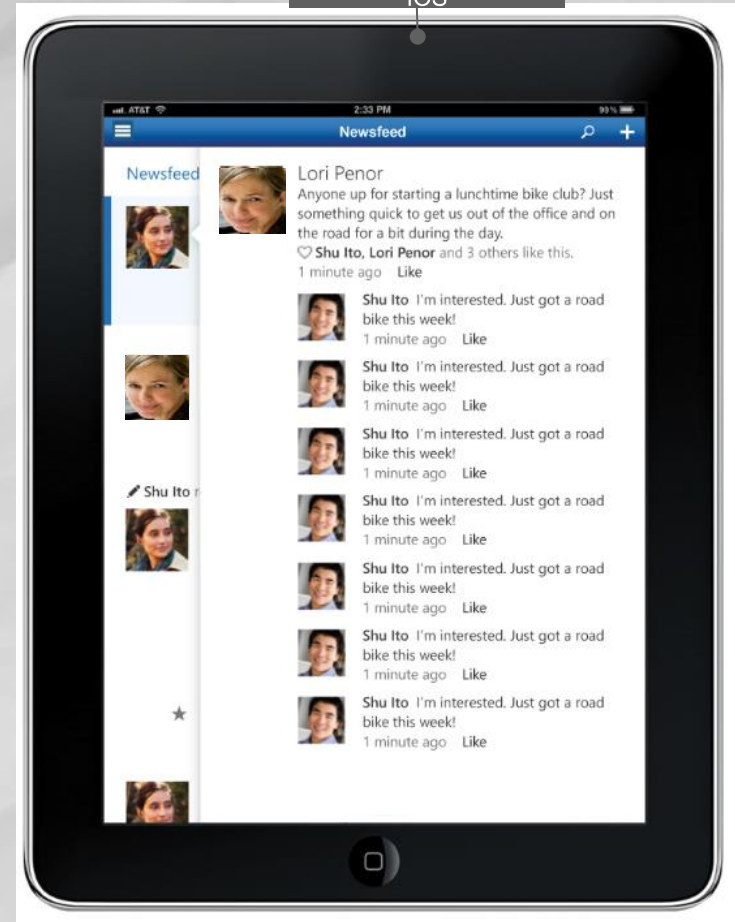 iOS
AT&T
2:33 PM
99%
Newsfeed
Newsfeed
Shu Ito r
Lori Penor
Anyone up for starting a lunchtime bike club? Just
something quick to get us out of the office and on
the road for a bit during the day.
Shu Ito, Lori Penor and 3 others like this.
1 minute ago Like
Shu Ito I'm interested. Just got a road
bike this week!
1 minute ago Like
Shu Ito I'm interested. Just got a road
bike this week!
1 minute ago Like
Shu Ito I'm interested. Just got a road
bike this week!
1 minute ago Like
Shu Ito I'm interested. Just got a road
bike this week!
1 minute ago Like
Shu Ito I'm interested. Just got a road
bike this week!
1 minute ago Like
Shu Ito I'm interested. Just got a road
bike this week!
1 minute ago Like
Shu Ito I'm interested. Just got a road
bike this week!
1 minute ago Like